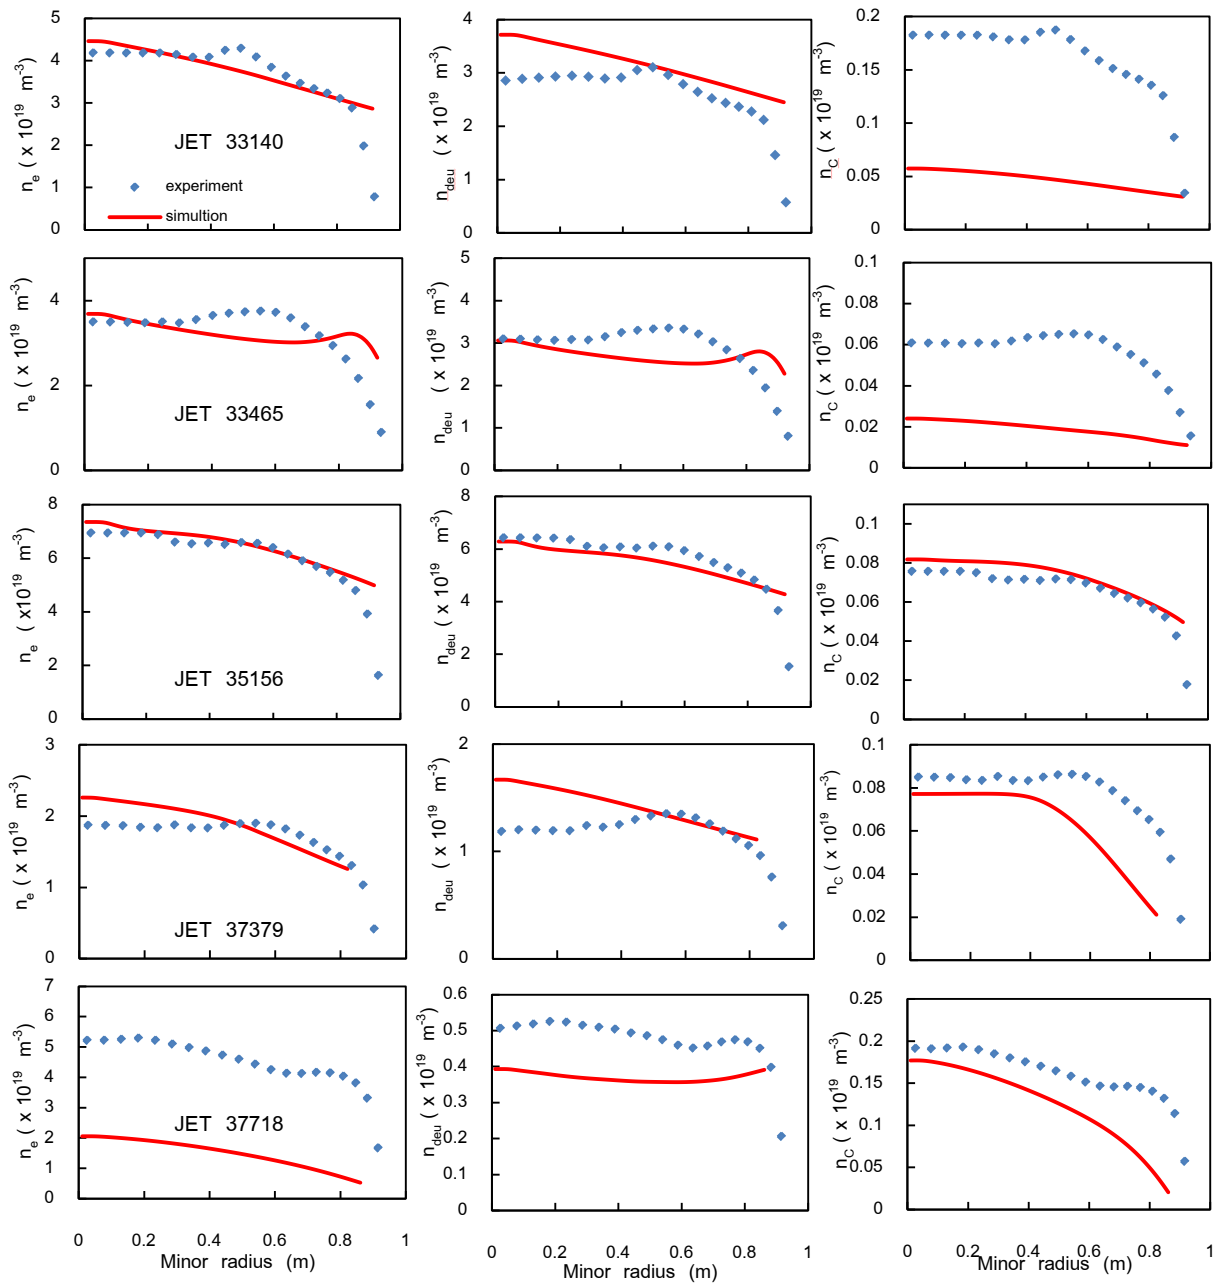 5
4
3
2
1
0
n_e ( x 10^19 m^-3)
JET 33140
experiment
simultion
4
3
2
1
0
n_deu ( x 10^19 m^-3)
0.2
0.15
0.1
0.05
0
n_C ( x 10^19 m^-3)
4
2
0
n_e ( x 10^19 m^-3)
JET 33465
5
4
3
2
1
0
n_deu ( x 10^19 m^-3)
0.1
0.08
0.06
0.04
0.02
0
n_C ( x 10^19 m^-3)
8
6
4
2
0
n_e ( x10^19 m^-3)
JET 35156
8
6
4
2
0
n_deu ( x 10^19 m^-3)
0.1
0.08
0.06
0.04
0.02
0
n_C ( x 10^19 m^-3)
3
2
1
0
n_e ( x 10^19 m^-3)
JET 37379
2
1
0
n_deu ( x 10^19 m^-3)
0.1
0.08
0.06
0.04
0.02
0
n_C ( x 10^19 m^-3)
7
6
5
4
3
2
1
0
n_e ( x 10^19 m^-3)
JET 37718
0 0.2 0.4 0.6 0.8 1
Minor radius (m)
0.6
0.5
0.4
0.3
0.2
0.1
0
n_deu ( x 10^19 m^-3)
0 0.2 0.4 0.6 0.8 1
Minor radius (m)
0.25
0.2
0.15
0.1
0.05
0
n_C ( x 10^19 m^-3)
0 0.2 0.4 0.6 0.8 1
Minor radius (m)